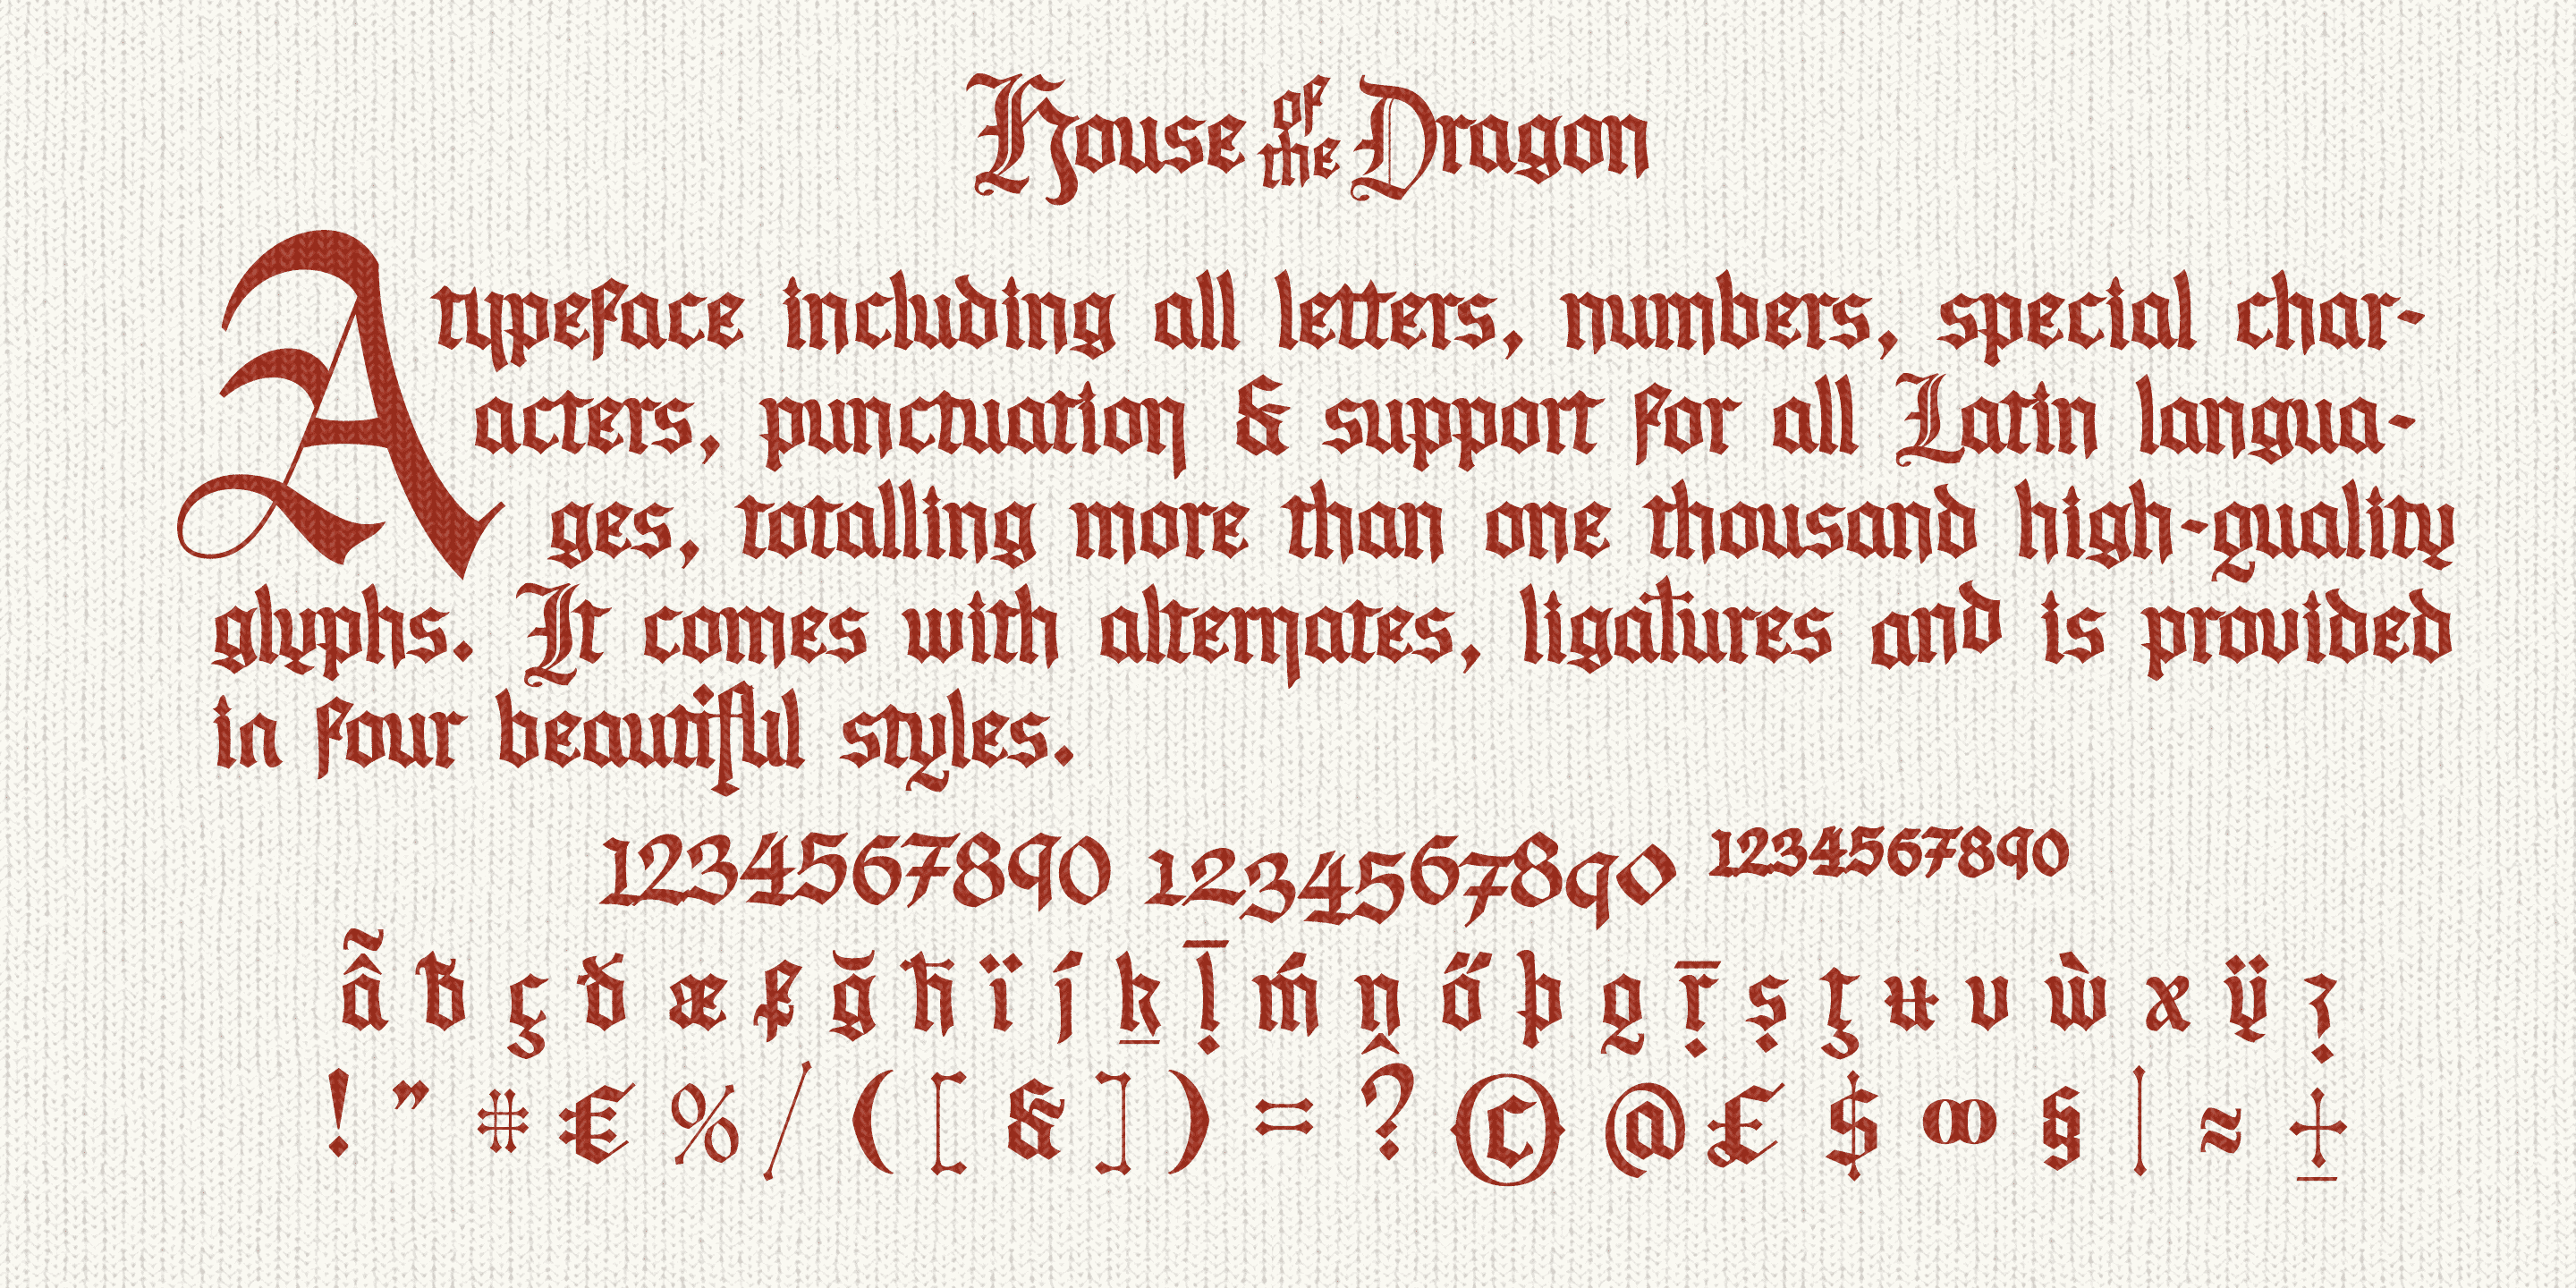 House of the Dragon
A typeface including all letters, numbers, special char-
acters, punctuation & support for all Latin langua-
ges, totalling more than one thousand high-quality
glyphs. It comes with alternates, ligatures and is provided
in four beautiful styles.
1234567890 1234567890 1234567890
ẫ ƀ ç ð æ ꞙ ğ ħ ï j́ ḵ ḹ ḿ ṋ ő þ q ṝ ṣ ţ ʉ v ẁ x ÿ ʒ̣
! ” # € % / ( [ & ] ) = ? © @ £ $ ∞ § | ≈ ±